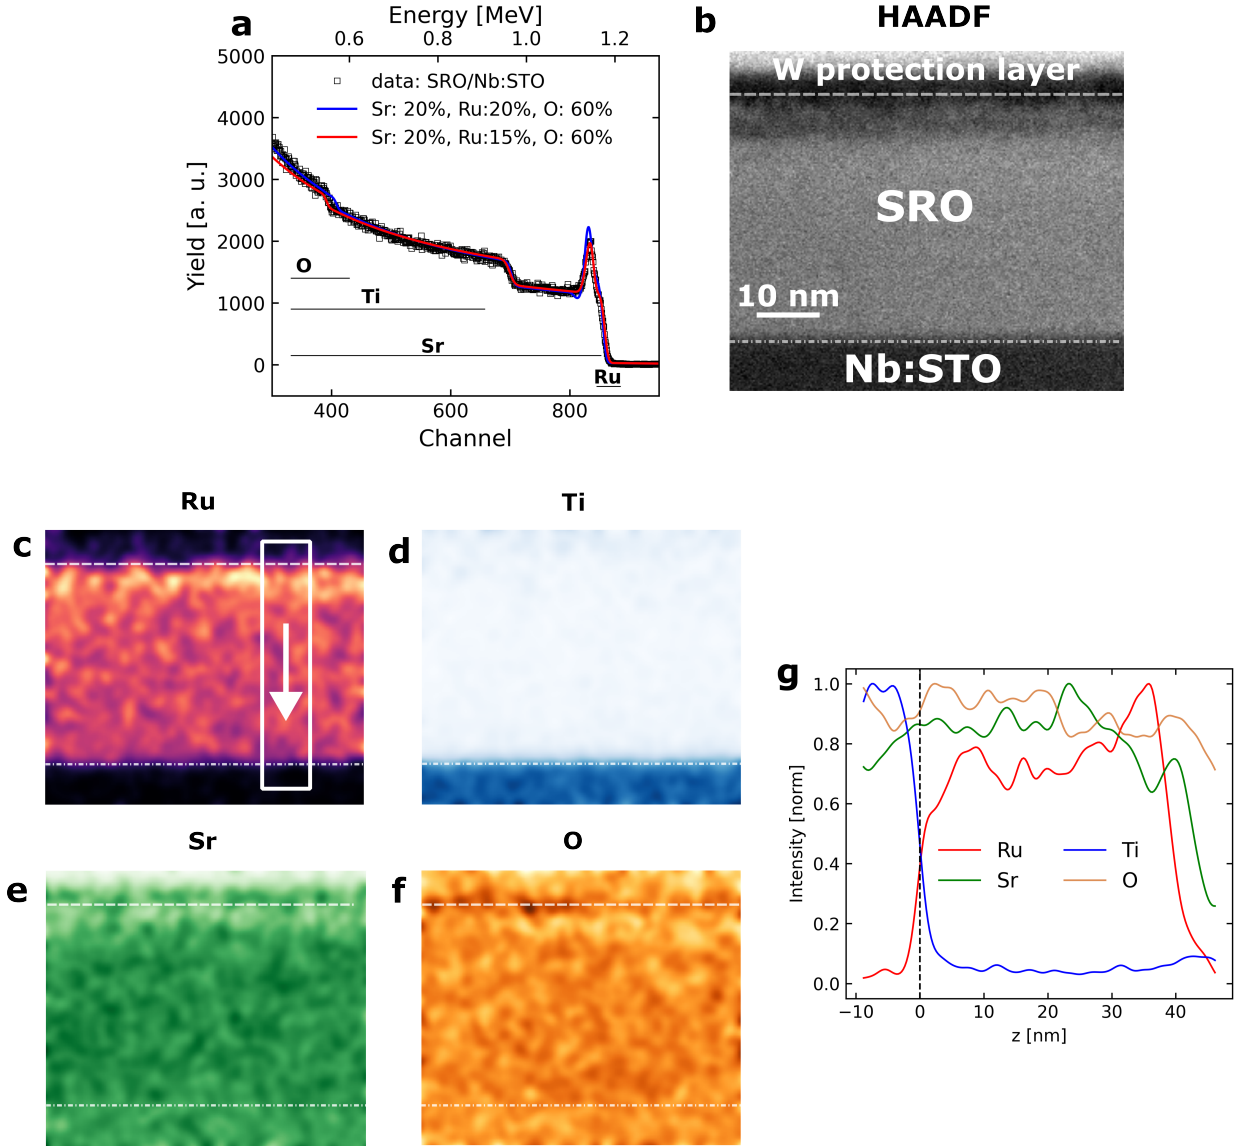 a
Energy [MeV]
0.6 0.8 1.0 1.2
5000
4000
3000
2000
1000
0
Yield [a. u.]
data: SRO/Nb:STO
Sr: 20%, Ru:20%, O: 60%
Sr: 20%, Ru:15%, O: 60%
O
Ti
Sr
Ru
400 600 800
Channel
b
HAADF
W protection layer
SRO
10 nm
Nb:STO
c
Ru
d
Ti
e
Sr
f
O
g
1.0
0.8
0.6
0.4
0.2
0.0
Intensity [norm]
Ru Ti
Sr O
−10 0 10 20 30 40
z [nm]